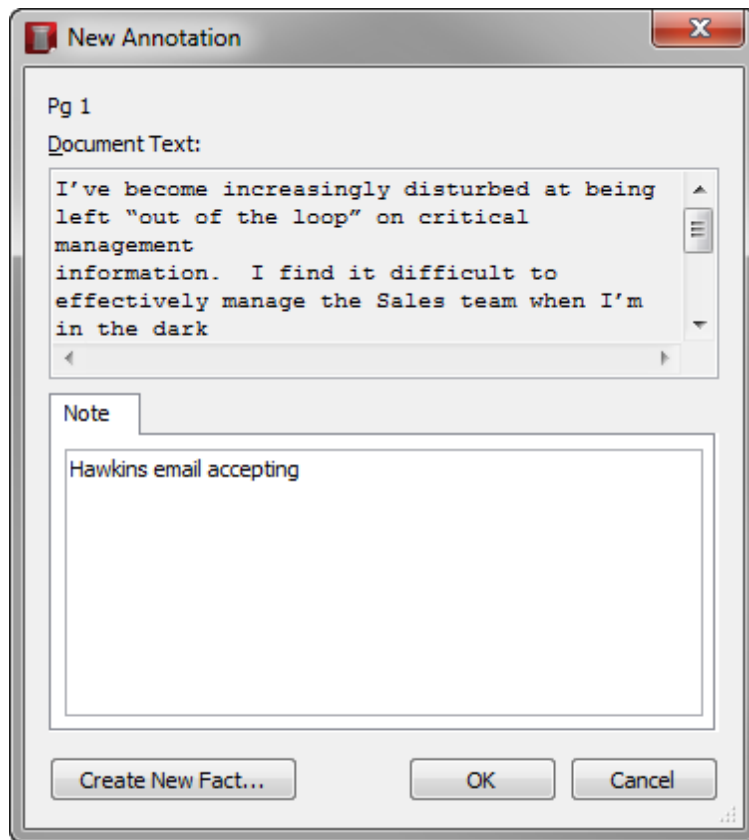 New Annotation
Pg 1
Document Text:
I’ve become increasingly disturbed at being
left “out of the loop” on critical
management
information.  I find it difficult to
effectively manage the Sales team when I’m
in the dark
Note
Hawkins email accepting
Create New Fact...
OK
Cancel